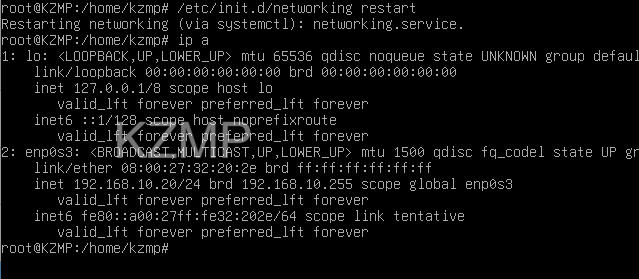 root@KZMP:/home/kzmp# /etc/init.d/networking restart
Restarting networking (via systemctl): networking.service.
root@KZMP:/home/kzmp# ip a
1: lo: <LOOPBACK,UP,LOWER_UP> mtu 65536 qdisc noqueue state UNKNOWN group defaul
link/loopback 00:00:00:00:00:00 brd 00:00:00:00:00:00
inet 127.0.0.1/8 scope host lo
valid_lft forever preferred_lft forever
inet6 ::1/128 scope host noprefixroute
valid_lft forever preferred_lft forever
KZMP
2: enp0s3: <BROADCAST,MULTICAST,UP,LOWER_UP> mtu 1500 qdisc fq_codel state UP gr
link/ether 08:00:27:32:20:2e brd ff:ff:ff:ff:ff:ff
inet 192.168.10.20/24 brd 192.168.10.255 scope global enp0s3
valid_lft forever preferred_lft forever
inet6 fe80::a00:27ff:fe32:202e/64 scope link tentative
valid_lft forever preferred_lft forever
root@KZMP:/home/kzmp#